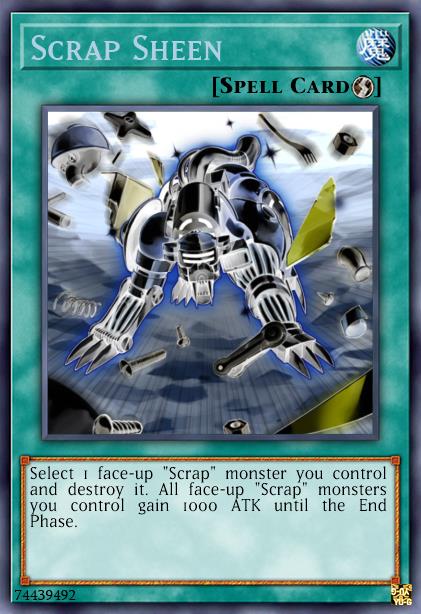 Scrap Sheen
魔
[Spell Card]
Select 1 face-up "Scrap" monster you control
and destroy it. All face-up "Scrap" monsters
you control gain 1000 ATK until the End
Phase.
74439492